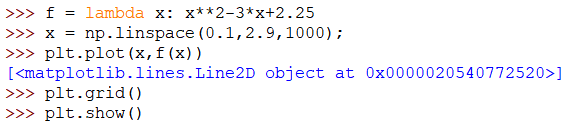 >>> f = lambda x: x**2-3*x+2.25
>>> x = np.linspace(0.1,2.9,1000);
>>> plt.plot(x,f(x))
[<matplotlib.lines.Line2D object at 0x0000020540772520>]
>>> plt.grid()
>>> plt.show()